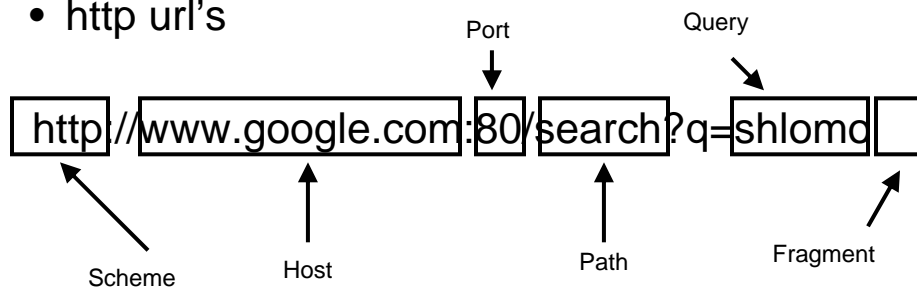 • http url's
Port
Query
http://www.google.com:80/search?q=shlomo
Scheme
Host
Path
Fragment